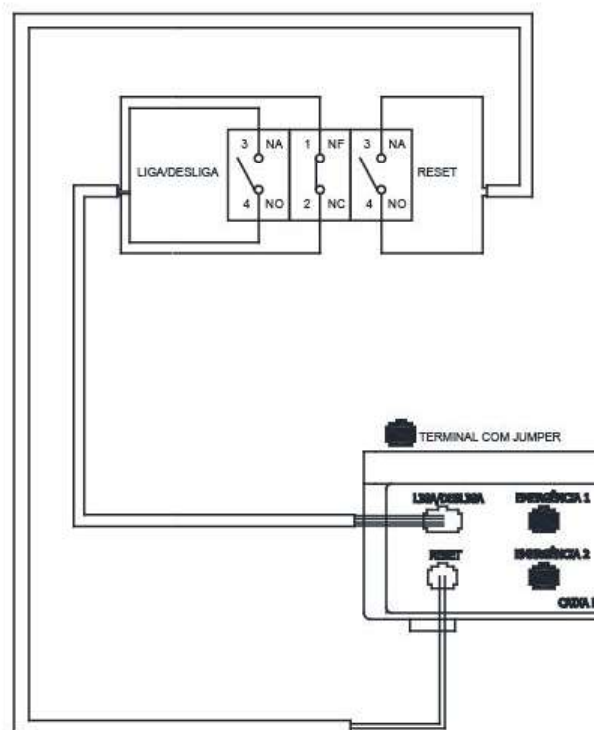 3 NA 1 NF 3 NA
LIGA/DESLIGA RESET
4 NO 2 NC 4 NO
TERMINAL COM JUMPER
LIGA/DESLIGA EMERGÊNCIA 1
RESET EMERGÊNCIA 2
CAIXA